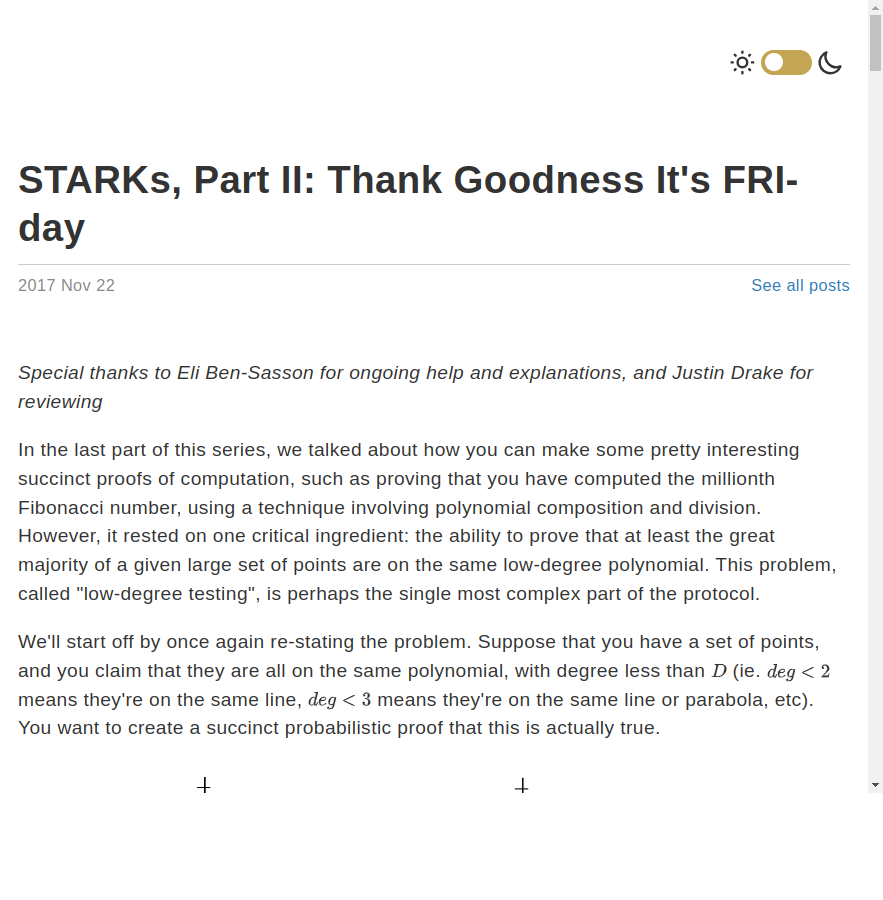 STARKs, Part II: Thank Goodness It's FRI-
day
2017 Nov 22 See all posts
Special thanks to Eli Ben-Sasson for ongoing help and explanations, and Justin Drake for
reviewing
In the last part of this series, we talked about how you can make some pretty interesting
succinct proofs of computation, such as proving that you have computed the millionth
Fibonacci number, using a technique involving polynomial composition and division.
However, it rested on one critical ingredient: the ability to prove that at least the great
majority of a given large set of points are on the same low-degree polynomial. This problem,
called "low-degree testing", is perhaps the single most complex part of the protocol.
We'll start off by once again re-stating the problem. Suppose that you have a set of points,
and you claim that they are all on the same polynomial, with degree less than D (ie. deg < 2
means they're on the same line, deg < 3 means they're on the same line or parabola, etc).
You want to create a succinct probabilistic proof that this is actually true.